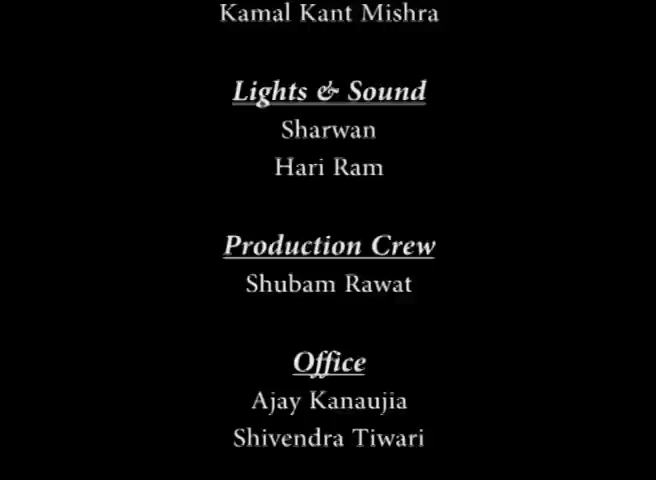 Kamal Kant Mishra
Lights & Sound
Sharwan
Hari Ram
Production Crew
Shubam Rawat
Office
Ajay Kanaujia
Shivendra Tiwari